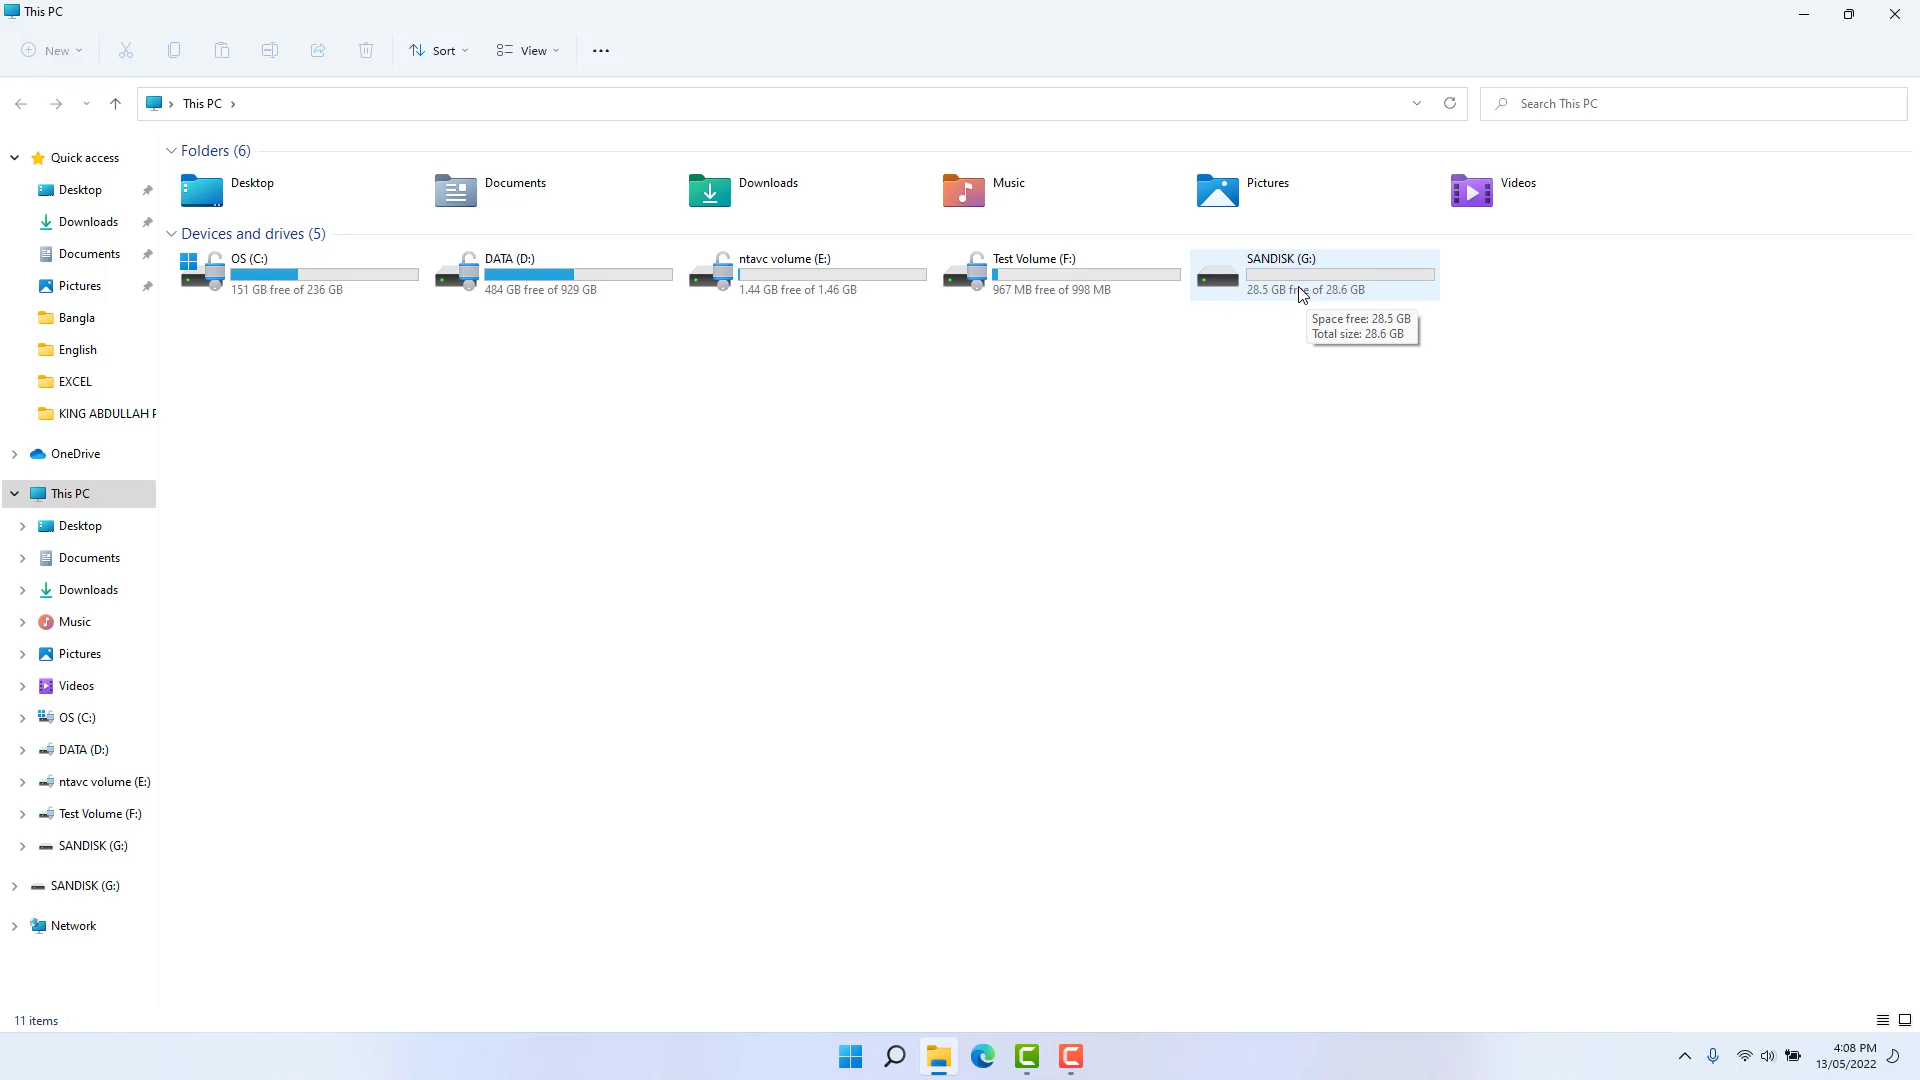 This PC
New
Sort
View
This PC
Search This PC
Quick access
Desktop
Downloads
Documents
Pictures
Bangla
English
EXCEL
KING ABDULLAH
OneDrive
This PC
Desktop
Documents
Downloads
Music
Pictures
Videos
OS (C:)
DATA (D:)
ntavc volume (E:)
Test Volume (F:)
SANDISK (G:)
SANDISK (G:)
Network
Folders (6)
Desktop
Documents
Downloads
Music
Pictures
Videos
Devices and drives (5)
OS (C:)
151 GB free of 236 GB
DATA (D:)
484 GB free of 929 GB
ntavc volume (E:)
1.44 GB free of 1.46 GB
Test Volume (F:)
967 MB free of 998 MB
SANDISK (G:)
28.5 GB free of 28.6 GB
Space free: 28.5 GB
Total size: 28.6 GB
11 items
4:08 PM
13/05/2022